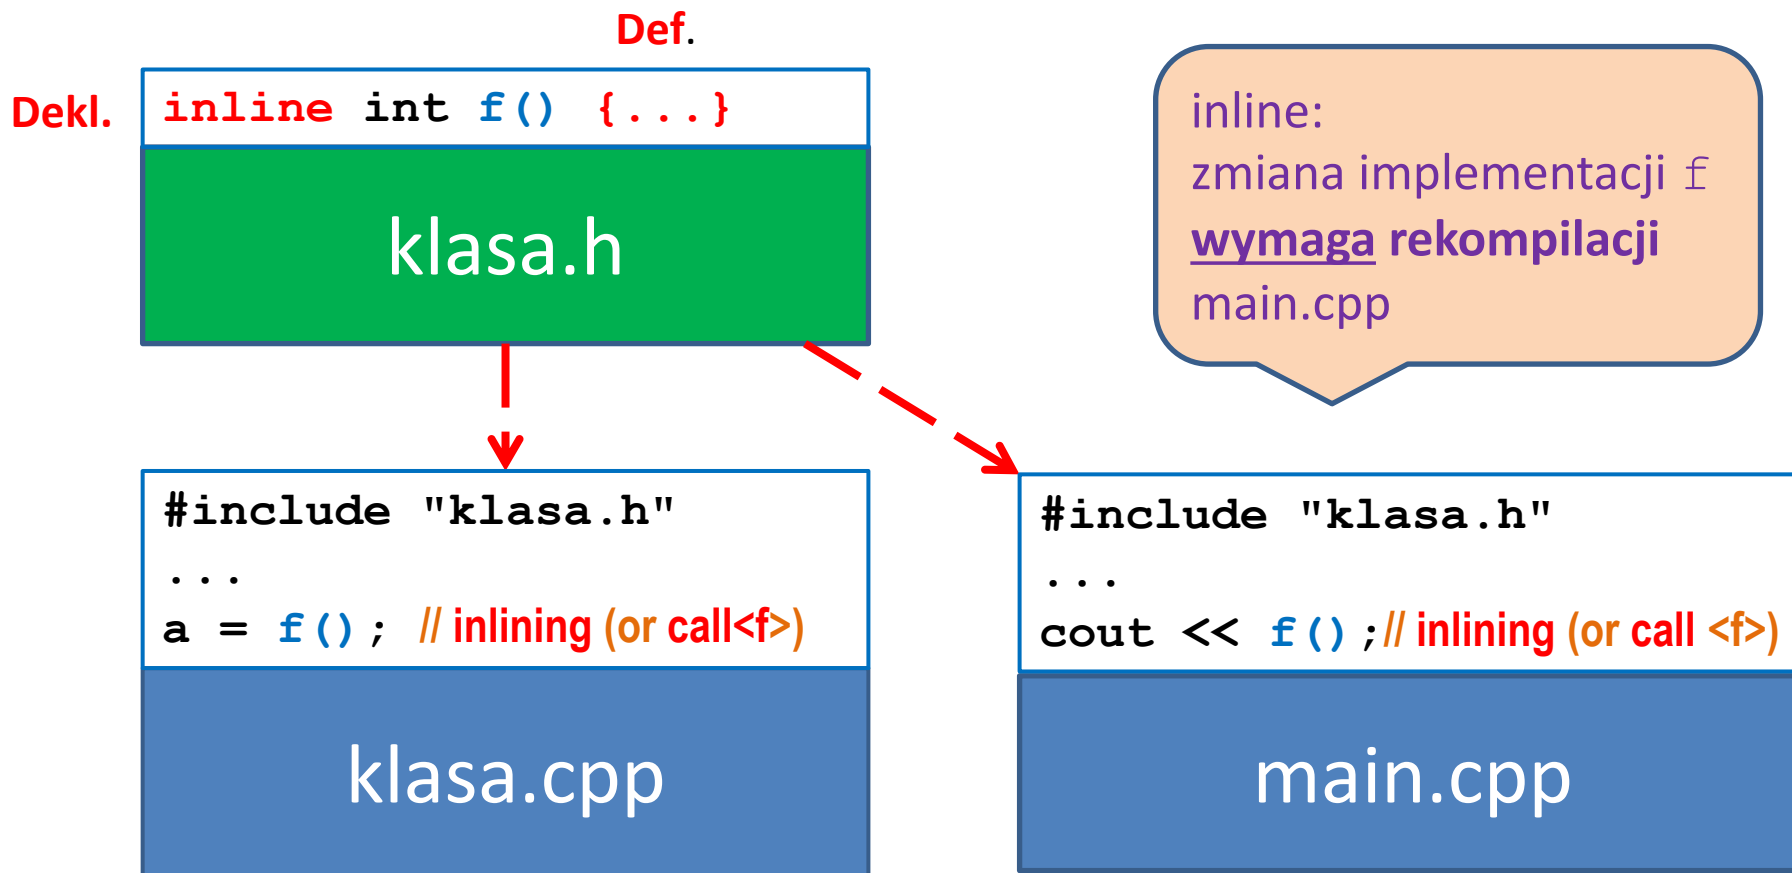 Def.
Dekl.
inline int f() {...}
klasa.h
inline:
zmiana implementacji f
wymaga rekompilacji
main.cpp
#include "klasa.h"
...
a = f(); // inlining (or call<f>)
klasa.cpp
#include "klasa.h"
...
cout << f();// inlining (or call <f>)
main.cpp